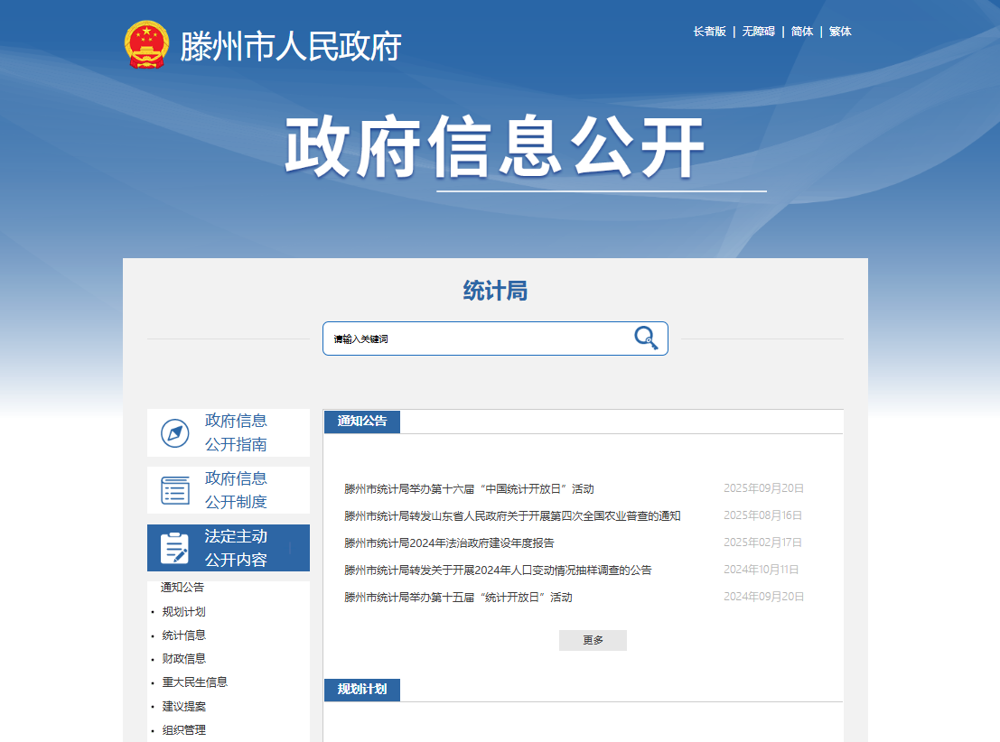 滕州市人民政府
长者版 | 无障碍 | 简体 | 繁体
政府信息公开
统计局
请输入关键词
政府信息
公开指南
政府信息
公开制度
法定主动
公开内容
通知公告
· 规划计划
· 统计信息
· 财政信息
· 重大民生信息
· 建议提案
· 组织管理
通知公告
滕州市统计局举办第十六届“中国统计开放日”活动 2025年09月20日
滕州市统计局转发山东省人民政府关于开展第四次全国农业普查的通知 2025年08月16日
滕州市统计局2024年法治政府建设年度报告 2025年02月17日
滕州市统计局转发关于开展2024年人口变动情况抽样调查的公告 2024年10月11日
滕州市统计局举办第十五届“统计开放日”活动 2024年09月20日
更多
规划计划